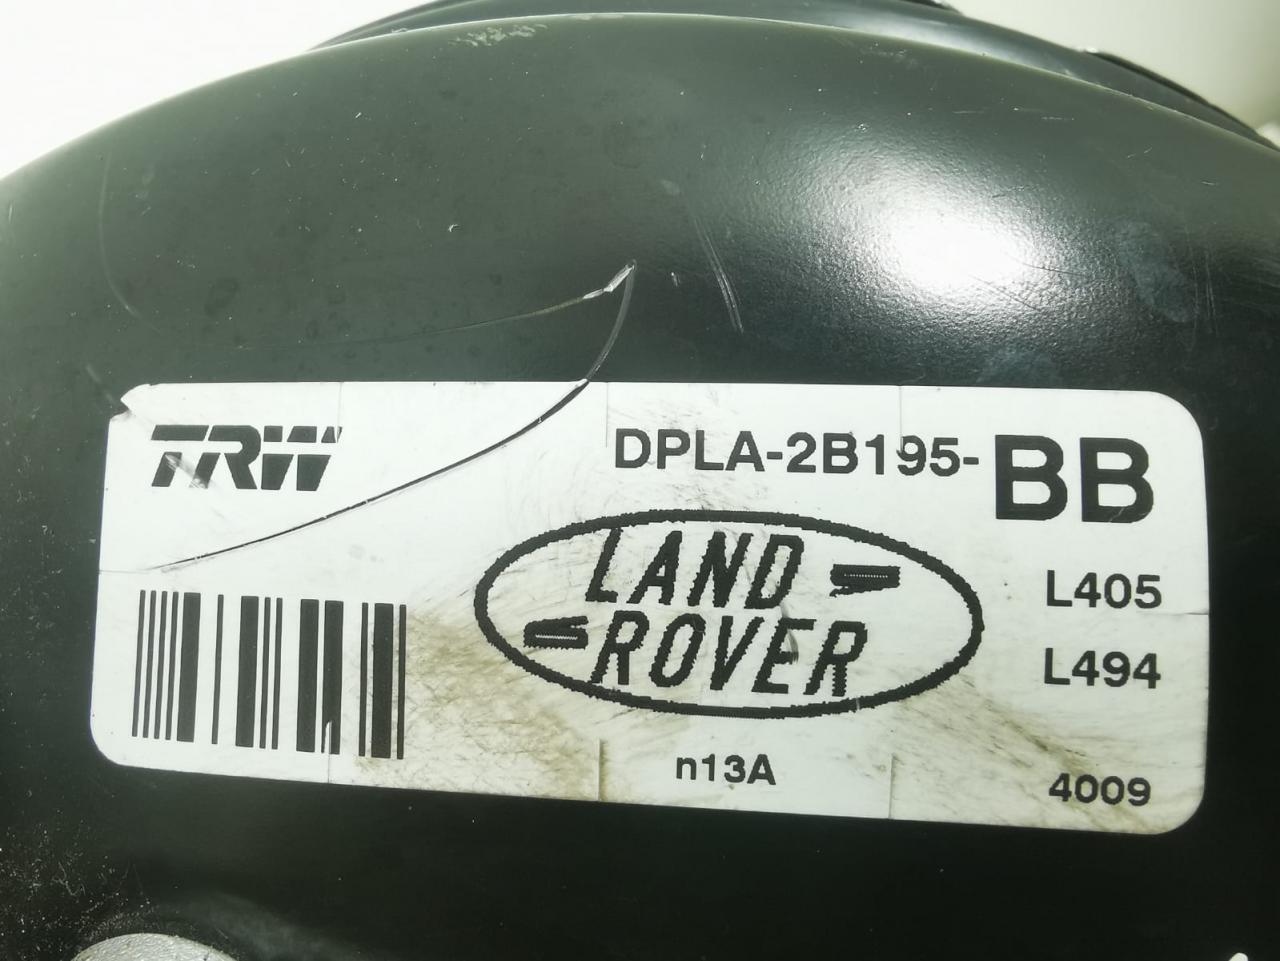 TRW
DPLA-2B195-BB
LAND
ROVER
L405
L494
n13A
4009